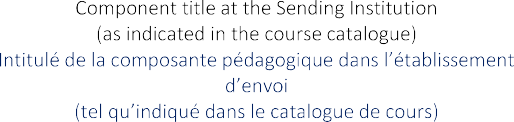 Component title at the Sending Institution
(as indicated in the course catalogue)
Intitulé de la composante pédagogique dans l’établissement
d’envoi
(tel qu’indiqué dans le catalogue de cours)